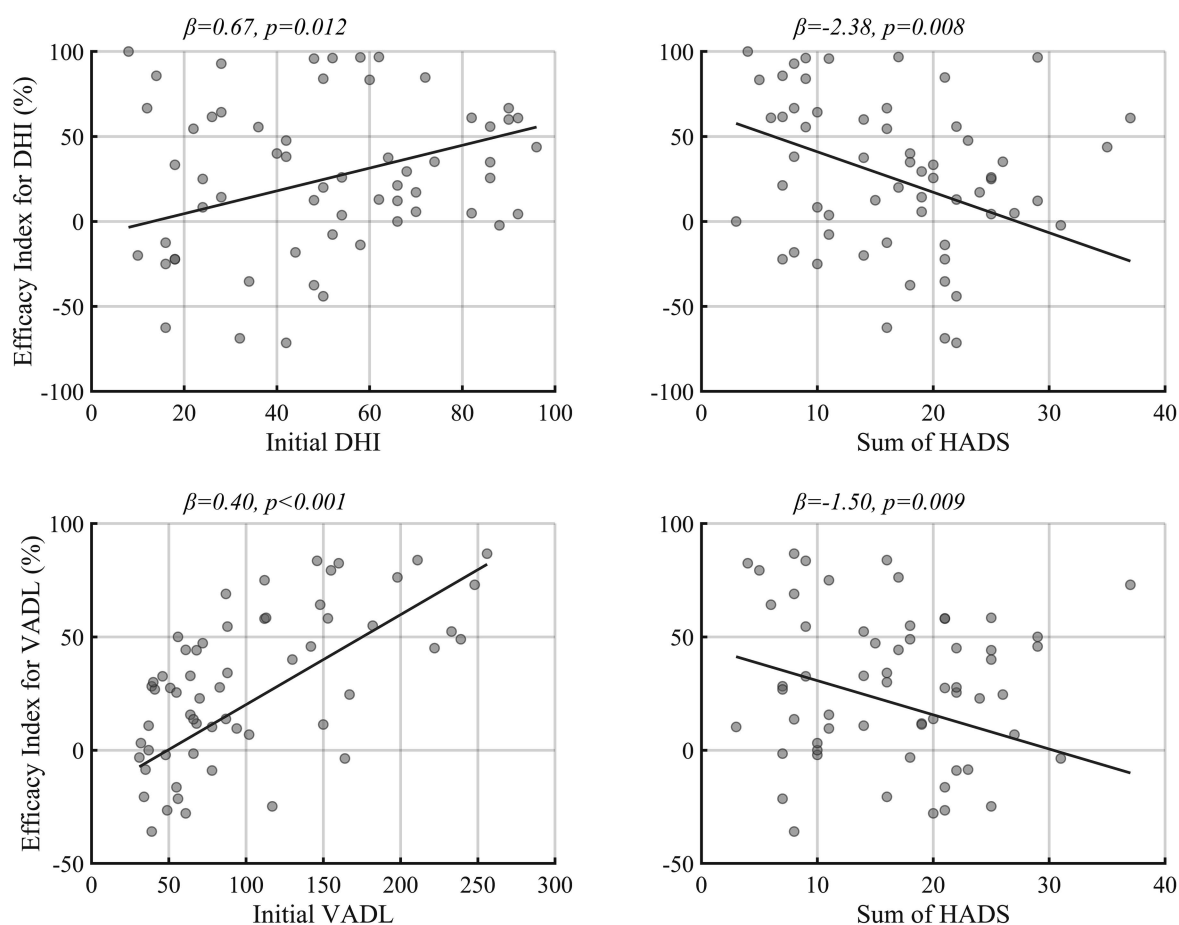 β=0.67, p=0.012
Efficacy Index for DHI (%)
100
50
0
-50
-100
0 20 40 60 80 100
Initial DHI
β=-2.38, p=0.008
100
50
0
-50
-100
0 10 20 30 40
Sum of HADS
β=0.40, p<0.001
Efficacy Index for VADL (%)
100
50
0
-50
0 50 100 150 200 250 300
Initial VADL
β=-1.50, p=0.009
100
50
0
-50
0 10 20 30 40
Sum of HADS